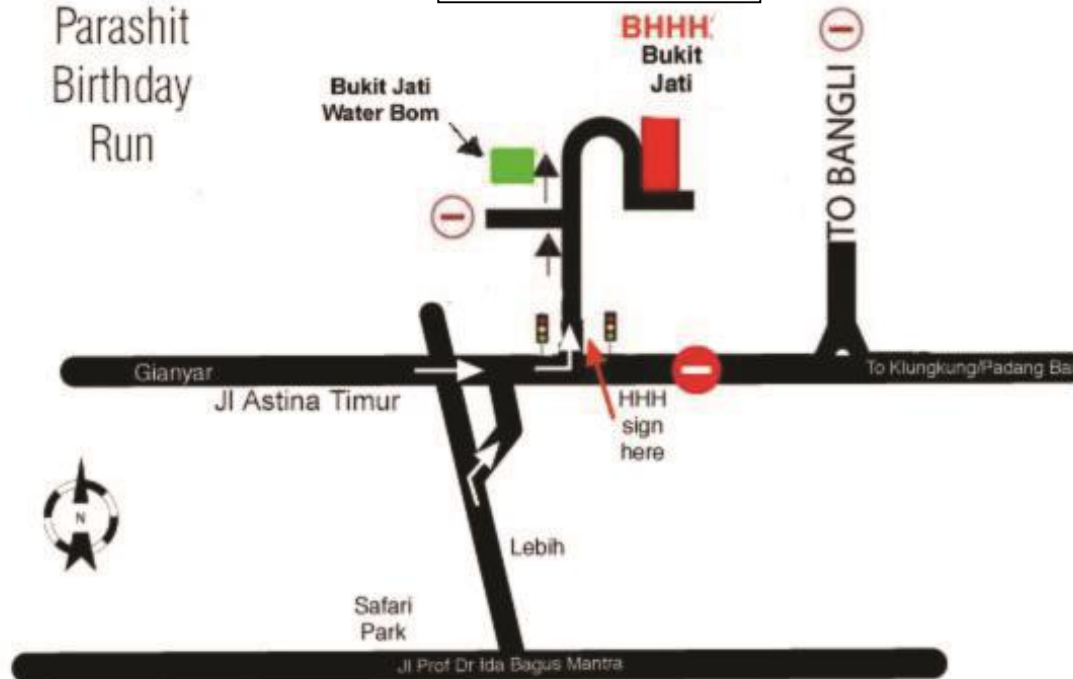 Parashit
Birthday
Run
BHHH
Bukit
Jati
Bukit Jati
Water Bom
TO BANGLI
Gianyar
To Klungkung/Padang Bai
Jl Astina Timur
HHH
sign
here
N
Lebih
Safari
Park
Jl Prof Dr Ida Bagus Mantra